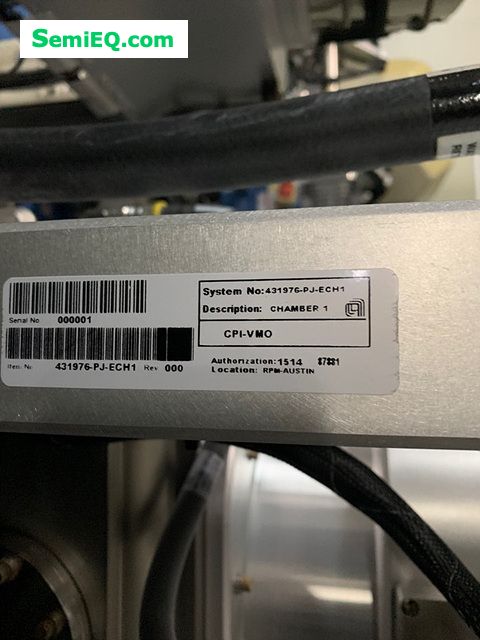 SemiEQ.com
System No:431976-PJ-ECH1
Description: CHAMBER 1
CPI-VMO
Serial No 000001
Item No 431976-PJ-ECH1 Rev 000
Authorization:1514 87881
Location: RPM-AUSTIN